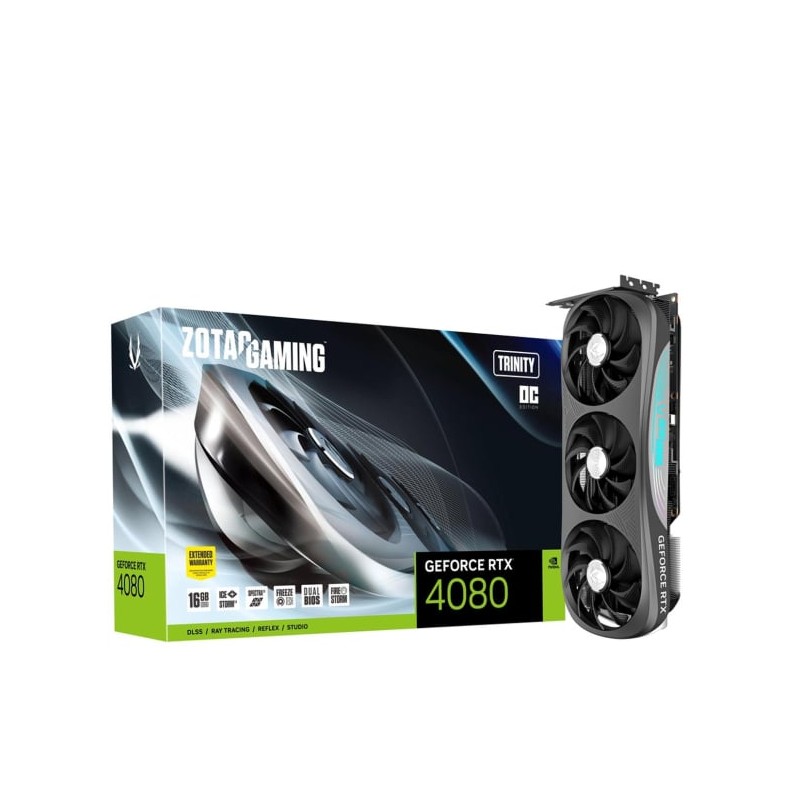 ZOTAC GAMING
TRINITY
OC
EDITION
EXTENDED
WARRANTY
GEFORCE RTX
4080
16GB
ICE
STORM
SPECTRA
FREEZE
DUAL
BIOS
FIRE
STORM
GEFORCE RTX
4080
DLSS / RAY TRACING / REFLEX / STUDIO
GEFORCE RTX